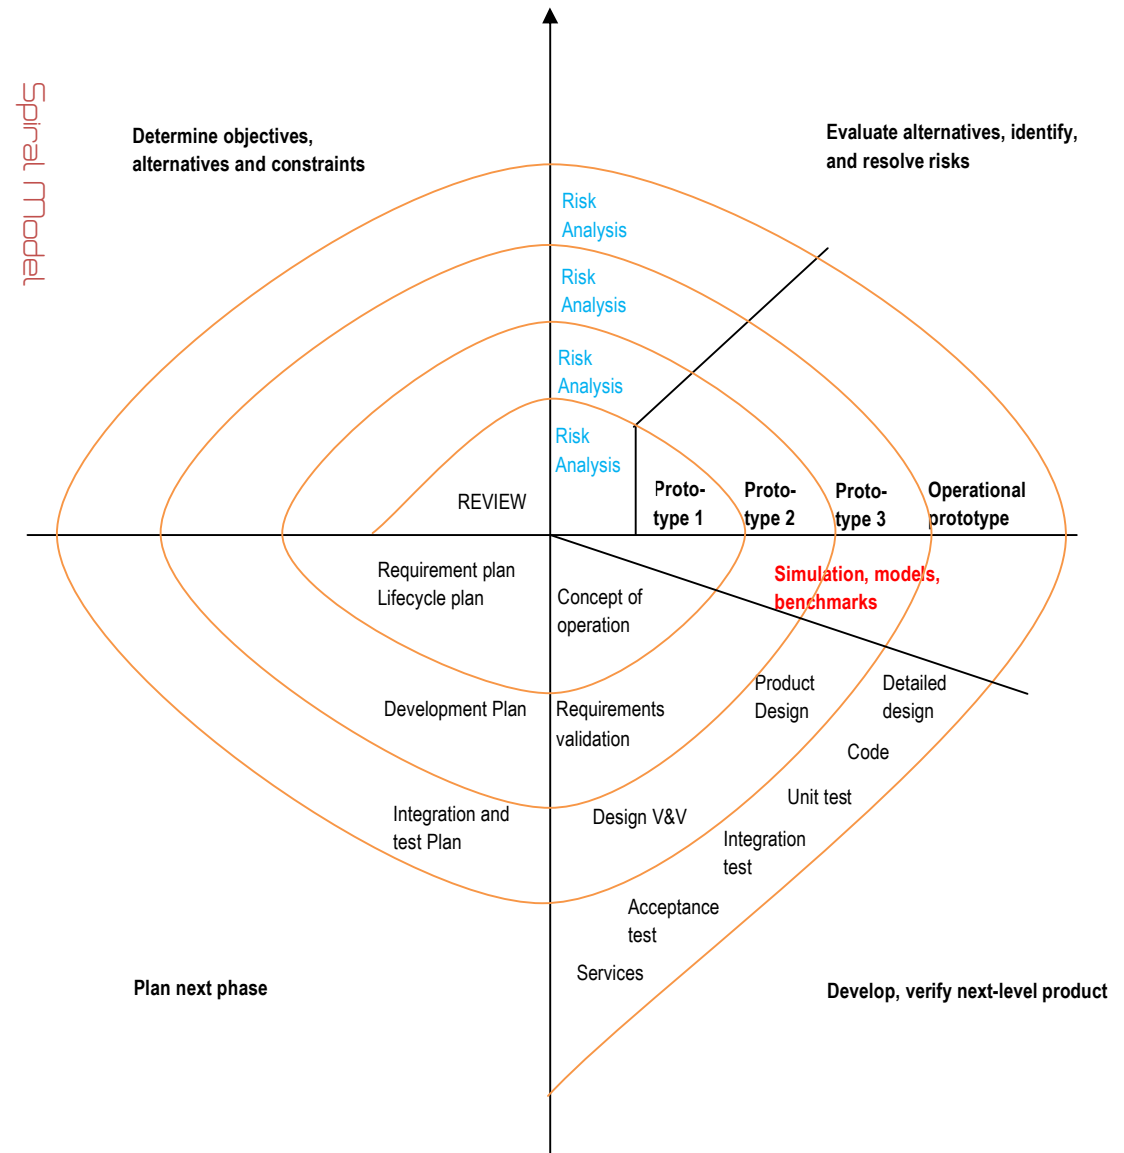 Spiral Model
Determine objectives,
alternatives and constraints
Evaluate alternatives, identify,
and resolve risks
Risk
Analysis
Risk
Analysis
Risk
Analysis
Risk
Analysis
REVIEW
Proto-
type 1
Proto-
type 2
Proto-
type 3
Operational
prototype
Simulation, models,
benchmarks
Requirement plan
Lifecycle plan
Concept of
operation
Development Plan
Requirements
validation
Product
Design
Detailed
design
Code
Unit test
Integration and
test Plan
Design V&V
Integration
test
Acceptance
test
Services
Plan next phase
Develop, verify next-level product